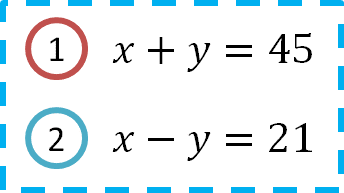 1 x + y = 45
2 x − y = 21